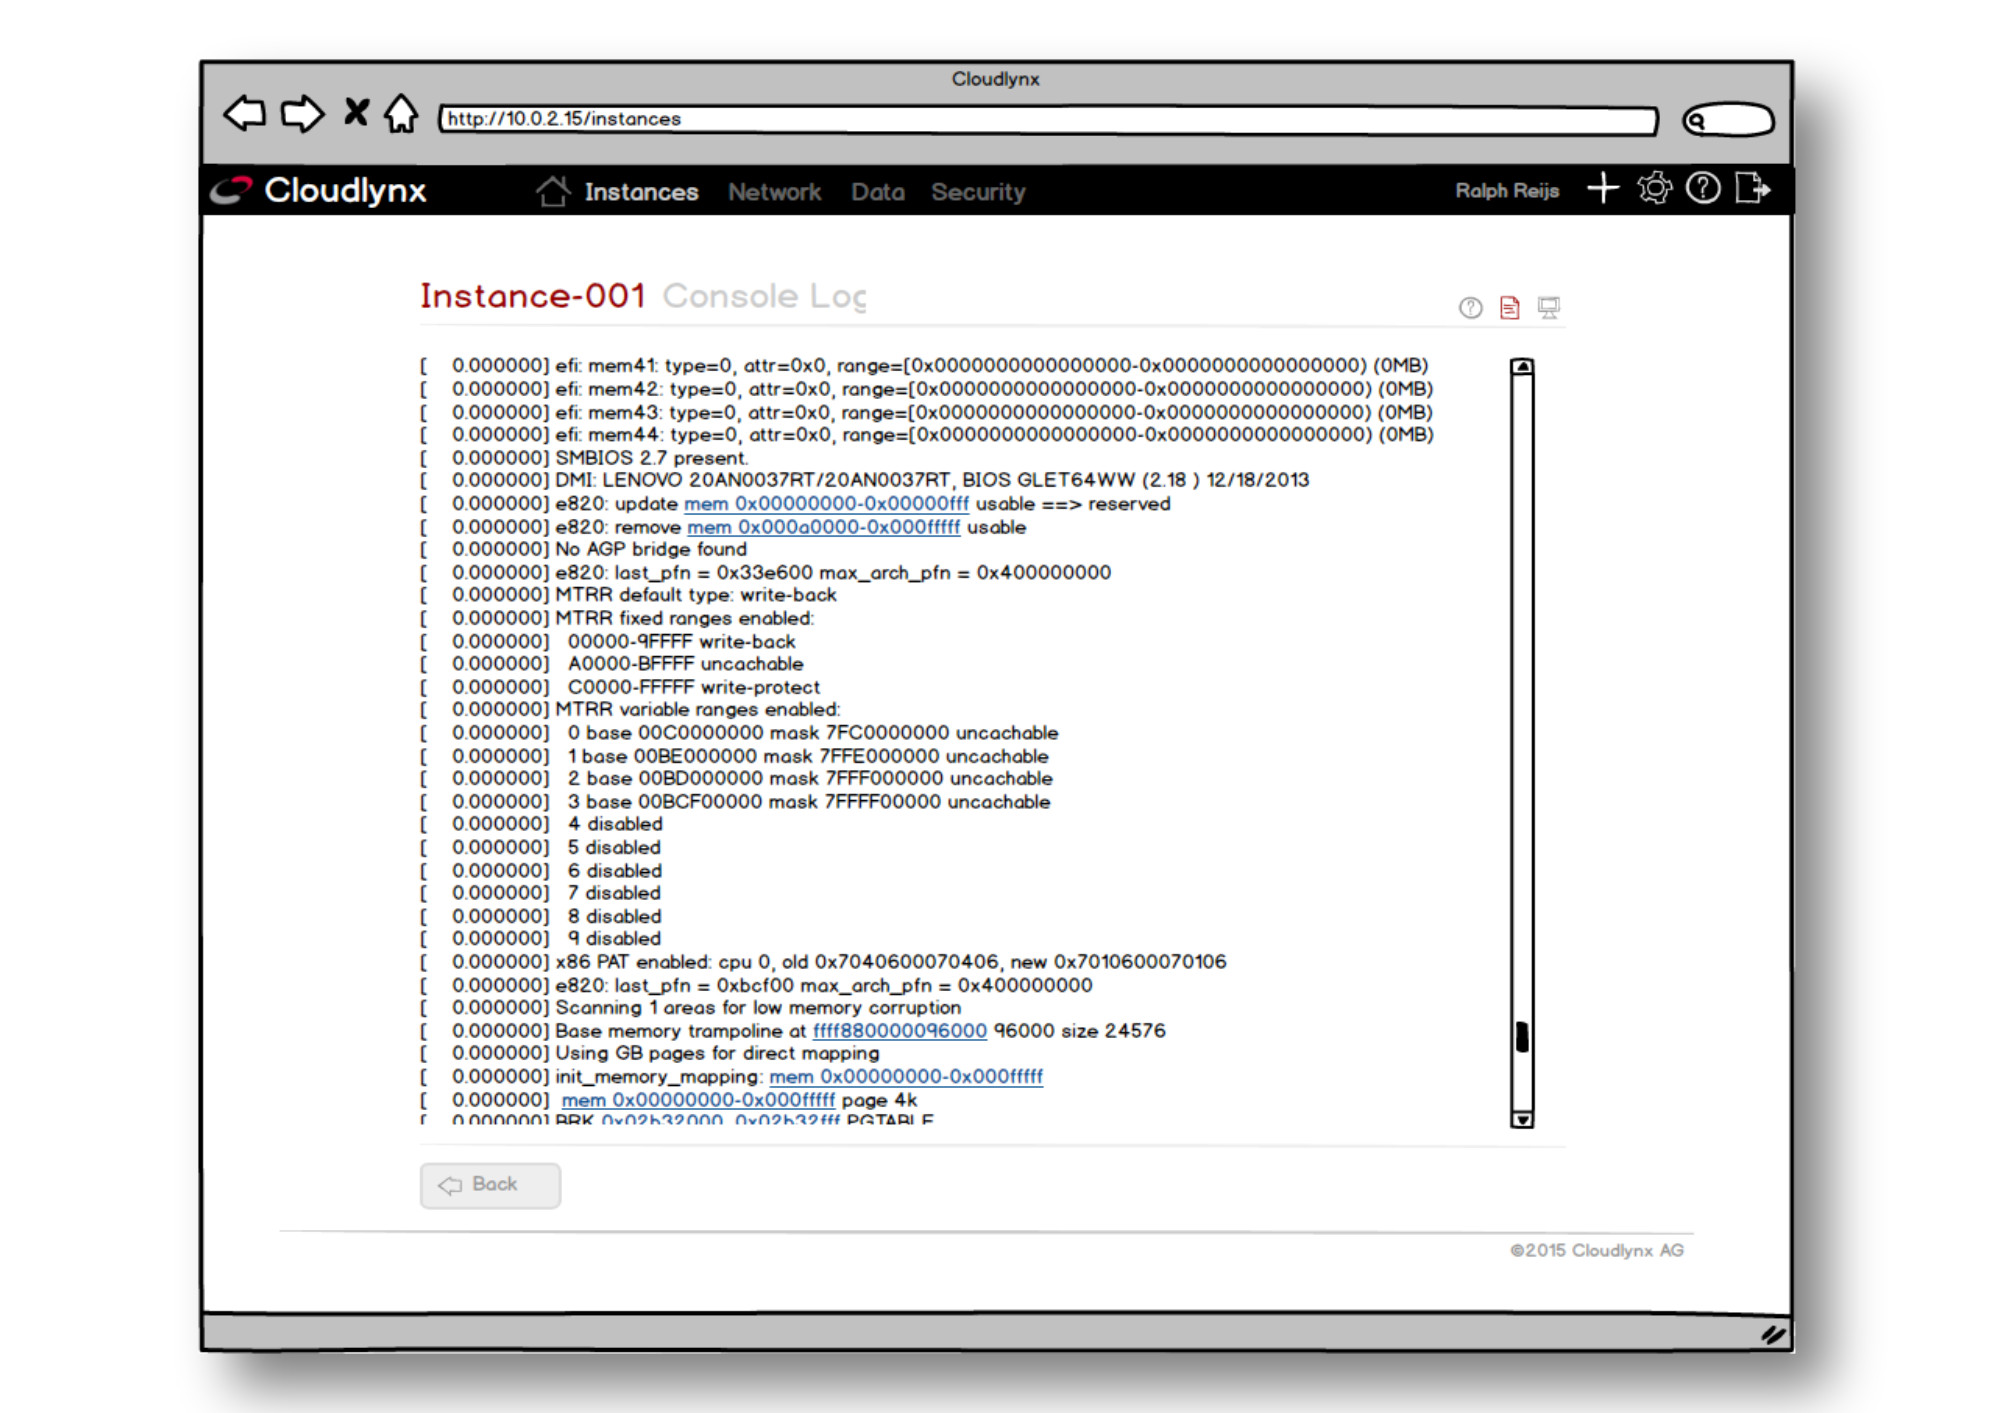 Cloudlynx
http://10.0.2.15/instances
Cloudlynx Instances Network Data Security Ralph Reijs
Instance-001 Console Log
[ 0.000000] efi: mem41: type=0, attr=0x0, range=[0x0000000000000000-0x0000000000000000) (0MB)
[ 0.000000] efi: mem42: type=0, attr=0x0, range=[0x0000000000000000-0x0000000000000000) (0MB)
[ 0.000000] efi: mem43: type=0, attr=0x0, range=[0x0000000000000000-0x0000000000000000) (0MB)
[ 0.000000] efi: mem44: type=0, attr=0x0, range=[0x0000000000000000-0x0000000000000000) (0MB)
[ 0.000000] SMBIOS 2.7 present.
[ 0.000000] DMI: LENOVO 20AN0037RT/20AN0037RT, BIOS GLET64WW (2.18 ) 12/18/2013
[ 0.000000] e820: update mem 0x00000000-0x00000fff usable ==> reserved
[ 0.000000] e820: remove mem 0x000a0000-0x000fffff usable
[ 0.000000] No AGP bridge found
[ 0.000000] e820: last_pfn = 0x33e600 max_arch_pfn = 0x400000000
[ 0.000000] MTRR default type: write-back
[ 0.000000] MTRR fixed ranges enabled:
[ 0.000000] 00000-9FFFF write-back
[ 0.000000] A0000-BFFFF uncachable
[ 0.000000] C0000-FFFFF write-protect
[ 0.000000] MTRR variable ranges enabled:
[ 0.000000] 0 base 00C0000000 mask 7FC0000000 uncachable
[ 0.000000] 1 base 00BE000000 mask 7FFE000000 uncachable
[ 0.000000] 2 base 00BD000000 mask 7FFF000000 uncachable
[ 0.000000] 3 base 00BCF00000 mask 7FFFF00000 uncachable
[ 0.000000] 4 disabled
[ 0.000000] 5 disabled
[ 0.000000] 6 disabled
[ 0.000000] 7 disabled
[ 0.000000] 8 disabled
[ 0.000000] 9 disabled
[ 0.000000] x86 PAT enabled: cpu 0, old 0x7040600070406, new 0x7010600070106
[ 0.000000] e820: last_pfn = 0xbcf00 max_arch_pfn = 0x400000000
[ 0.000000] Scanning 1 areas for low memory corruption
[ 0.000000] Base memory trampoline at ffff880000096000 96000 size 24576
[ 0.000000] Using GB pages for direct mapping
[ 0.000000] init_memory_mapping: mem 0x00000000-0x000fffff
[ 0.000000] mem 0x00000000-0x000fffff page 4k
[ 0.000000] BRK 0x02b32000, 0x02b32fff PGTABLE
Back
©2015 Cloudlynx AG